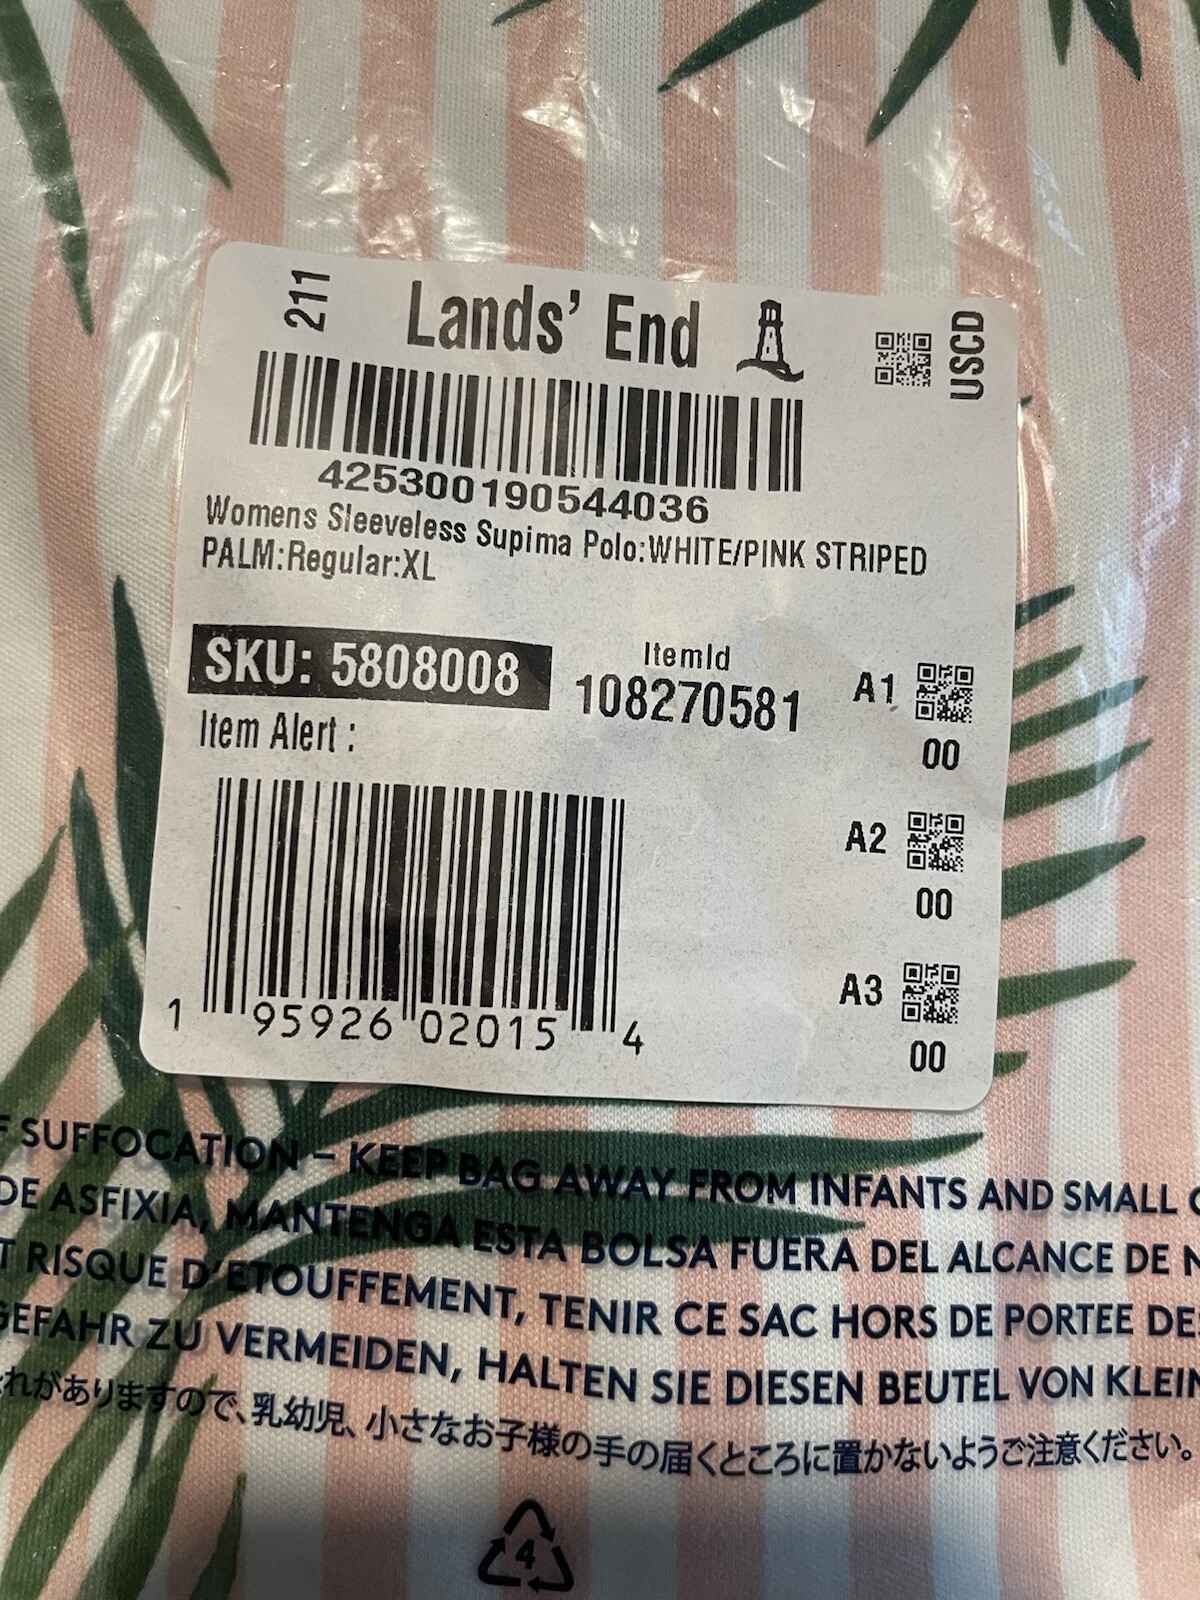 211
Lands' End
USCD
425300190544036
Womens Sleeveless Supima Polo:WHITE/PINK STRIPED
PALM:Regular:XL
SKU: 5808008
ItemId
108270581
Item Alert :
A1
00
A2
00
A3
00
1 95926 02015 4
F SUFFOCATION – KEEP BAG AWAY FROM INFANTS AND SMALL
DE ASFIXIA, MANTENGA ESTA BOLSA FUERA DEL ALCANCE DE N
T RISQUE D'ETOUFFEMENT, TENIR CE SAC HORS DE PORTEE DE
GEFAHR ZU VERMEIDEN, HALTEN SIE DIESEN BEUTEL VON KLEIN
れがありますので、乳幼児、小さなお子様の手の届くところに置かないようご注意ください。
4